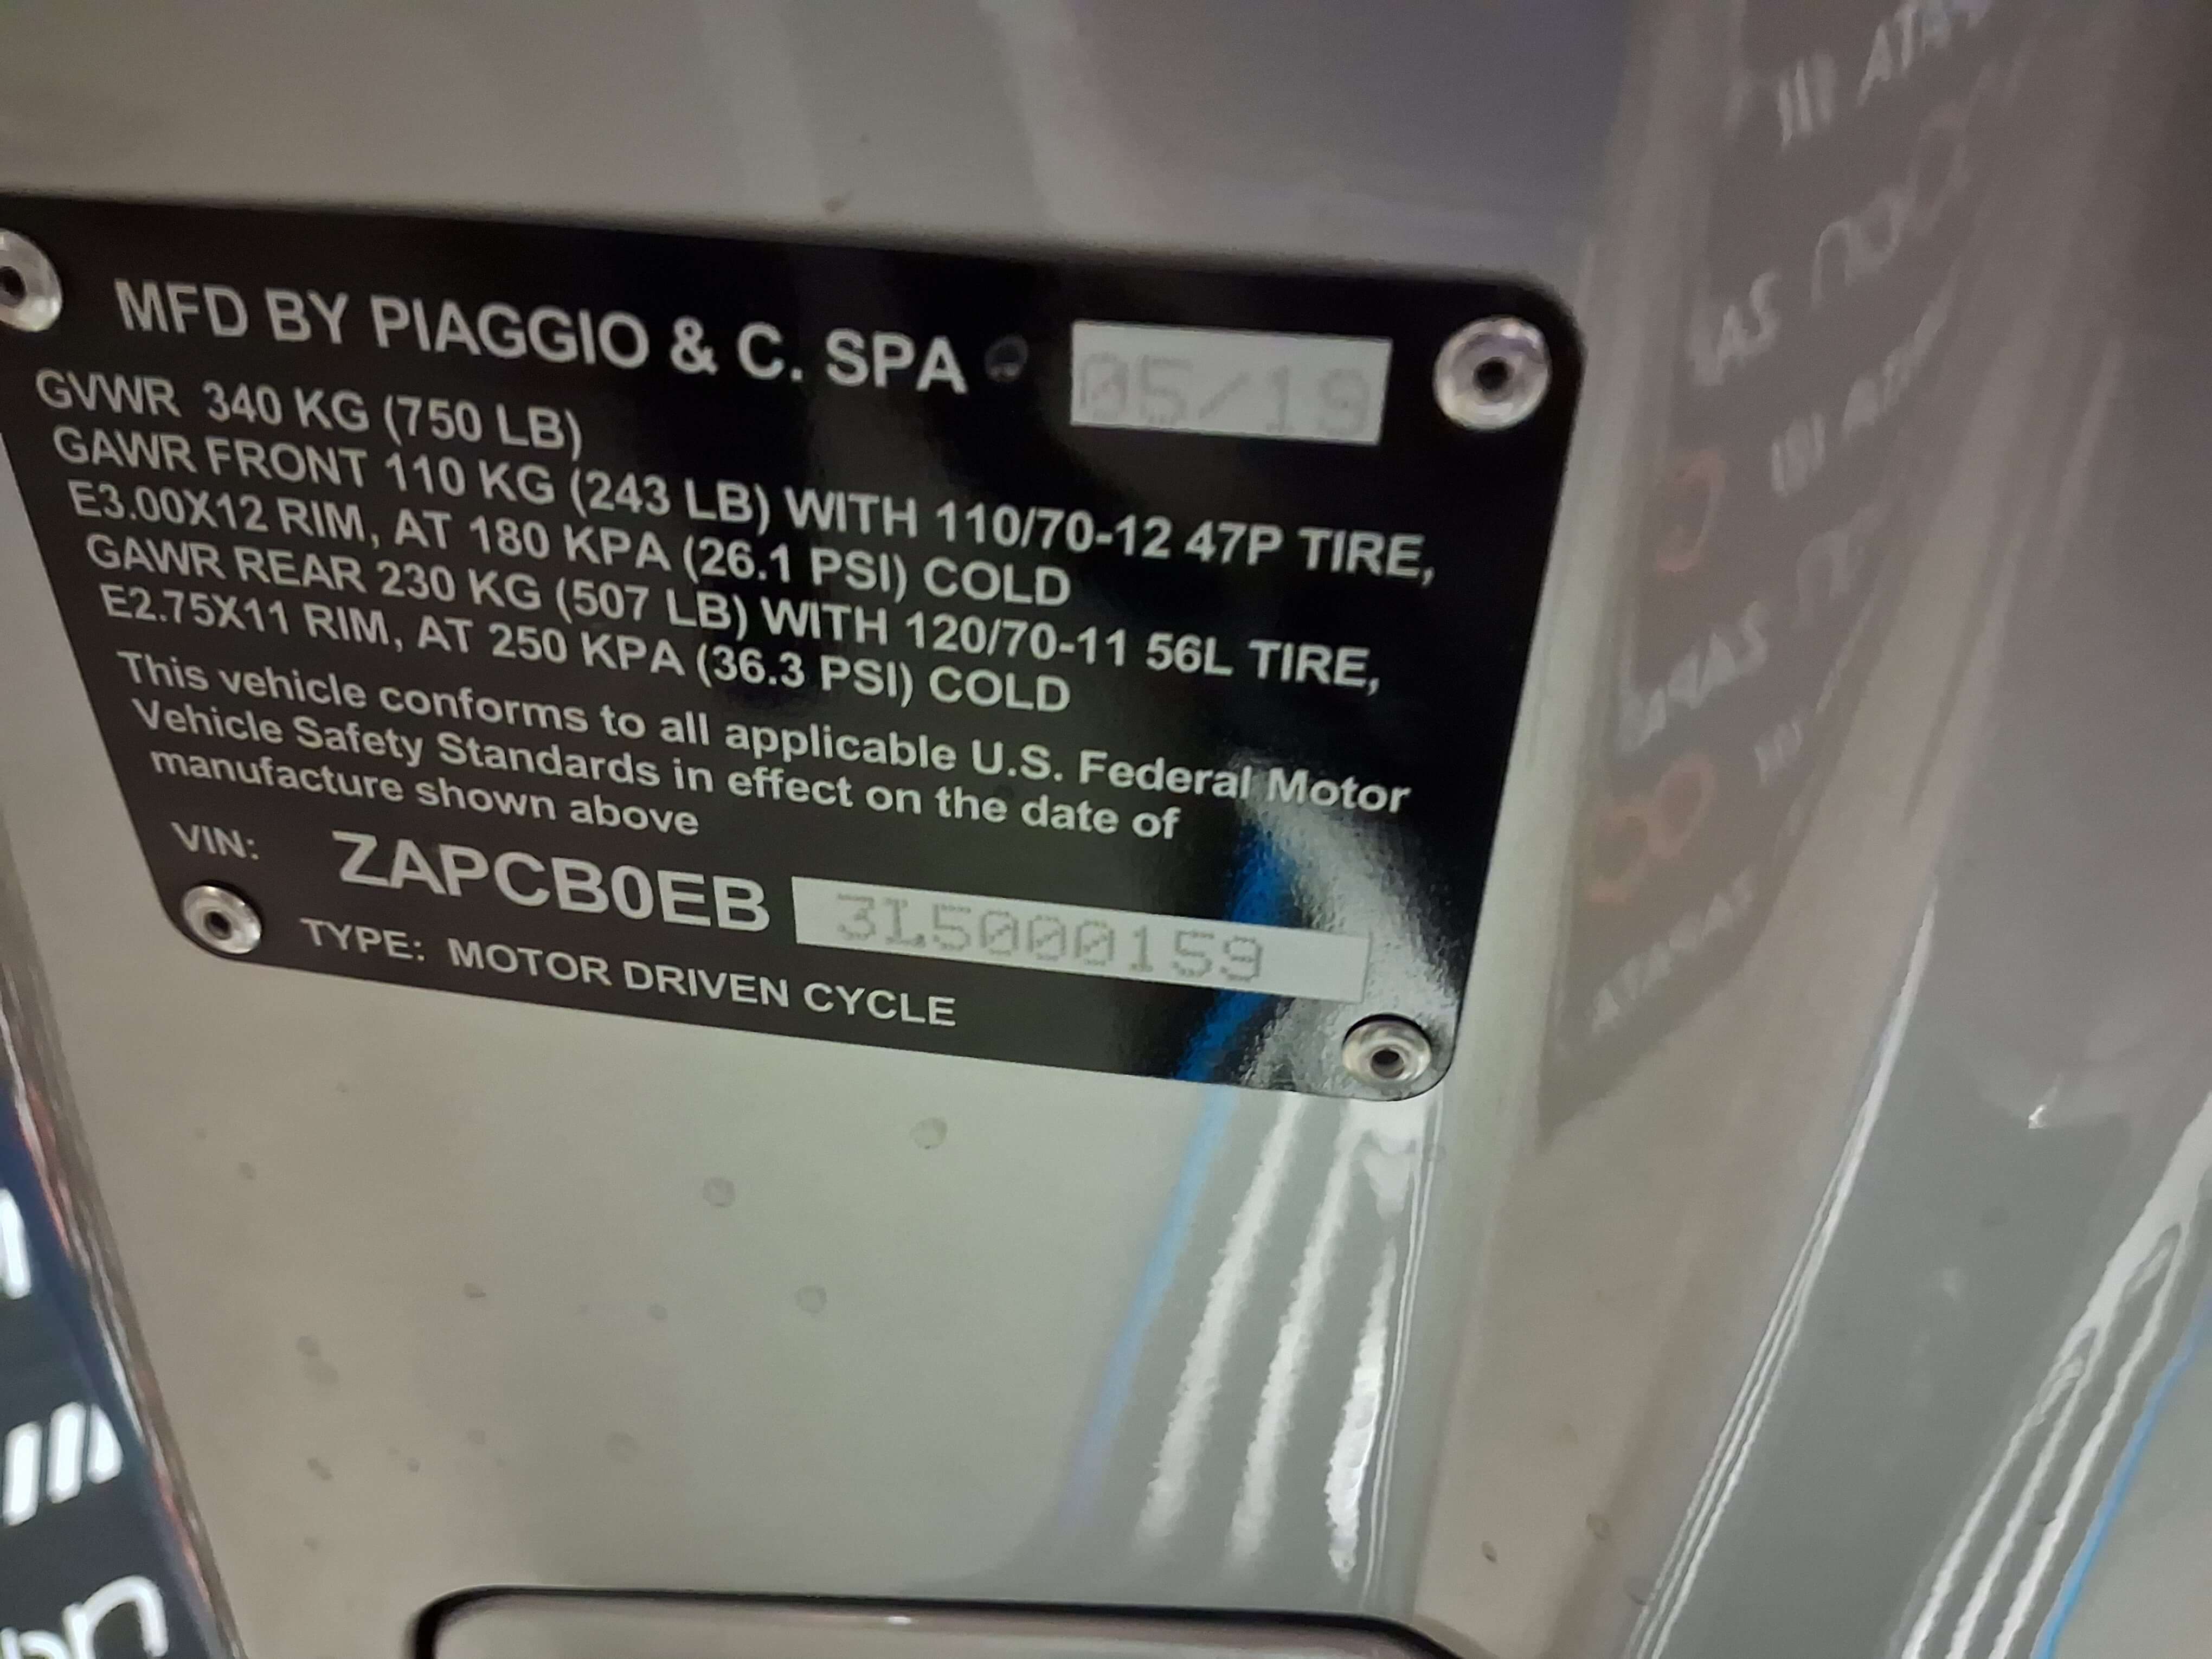 MFD BY PIAGGIO & C. SPA 05/19
GVWR 340 KG (750 LB)
GAWR FRONT 110 KG (243 LB) WITH 110/70-12 47P TIRE,
E3.00X12 RIM, AT 180 KPA (26.1 PSI) COLD
GAWR REAR 230 KG (507 LB) WITH 120/70-11 56L TIRE,
E2.75X11 RIM, AT 250 KPA (36.3 PSI) COLD
This vehicle conforms to all applicable U.S. Federal Motor
Vehicle Safety Standards in effect on the date of
manufacture shown above
VIN: ZAPCB0EB 3L5000159
TYPE: MOTOR DRIVEN CYCLE